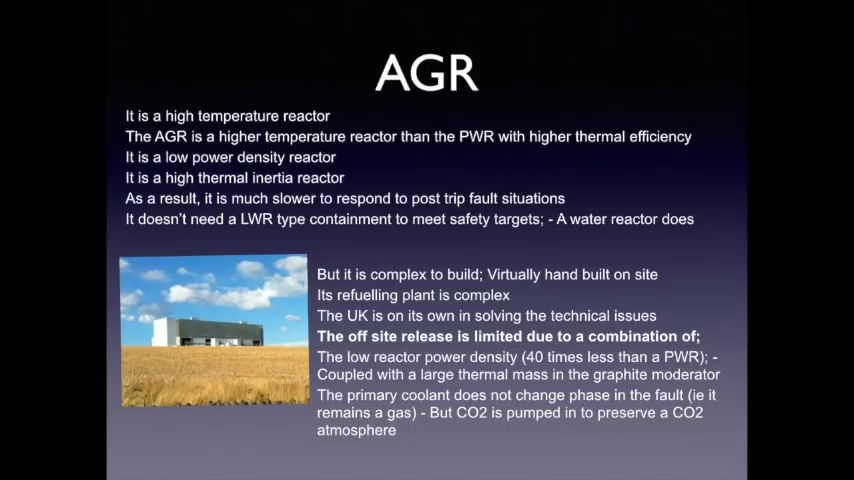 AGR
It is a high temperature reactor
The AGR is a higher temperature reactor than the PWR with higher thermal efficiency
It is a low power density reactor
It is a high thermal inertia reactor
As a result, it is much slower to respond to post trip fault situations
It doesn't need a LWR type containment to meet safety targets; - A water reactor does
But it is complex to build; Virtually hand built on site
Its refuelling plant is complex
The UK is on its own in solving the technical issues
The off site release is limited due to a combination of;
The low reactor power density (40 times less than a PWR); -
Coupled with a large thermal mass in the graphite moderator
The primary coolant does not change phase in the fault (ie it
remains a gas) - But CO2 is pumped in to preserve a CO2
atmosphere